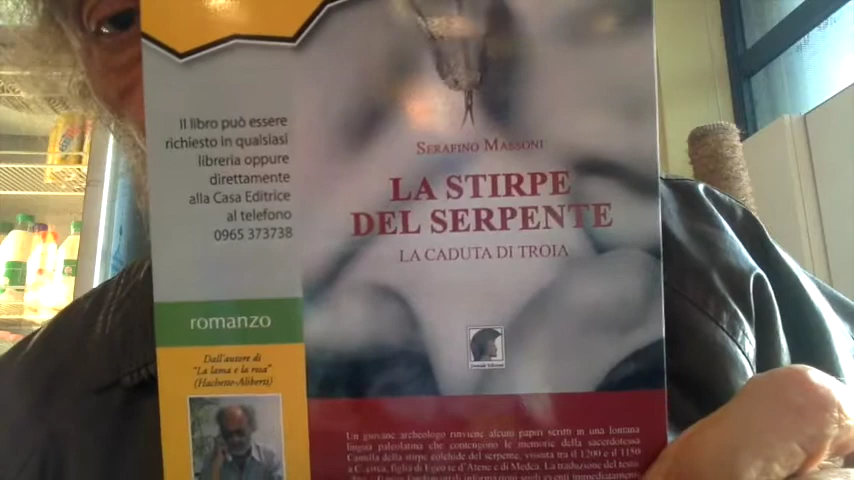 Il libro può essere
richiesto in qualsiasi
libreria oppure
direttamente
alla Casa Editrice
al telefono
0965 373738
romanzo
Dall'autore di
"La lama e la rosa"
(Hachette-Aliberti)
SERAFINO MASSONI
LA STIRPE
DEL SERPENTE
LA CADUTA DI TROIA
Un giovane archeologo rinviene alcuni papiri scritti in una lontana
lingua paleolatina che contengono le memorie della sacerdotessa
Camilla della stirpe del serpente, vissuta tra il 1200 e il 1150
a.C. circa, figlia di Egeo re d'Atene e di Medea. La traduzione del testo